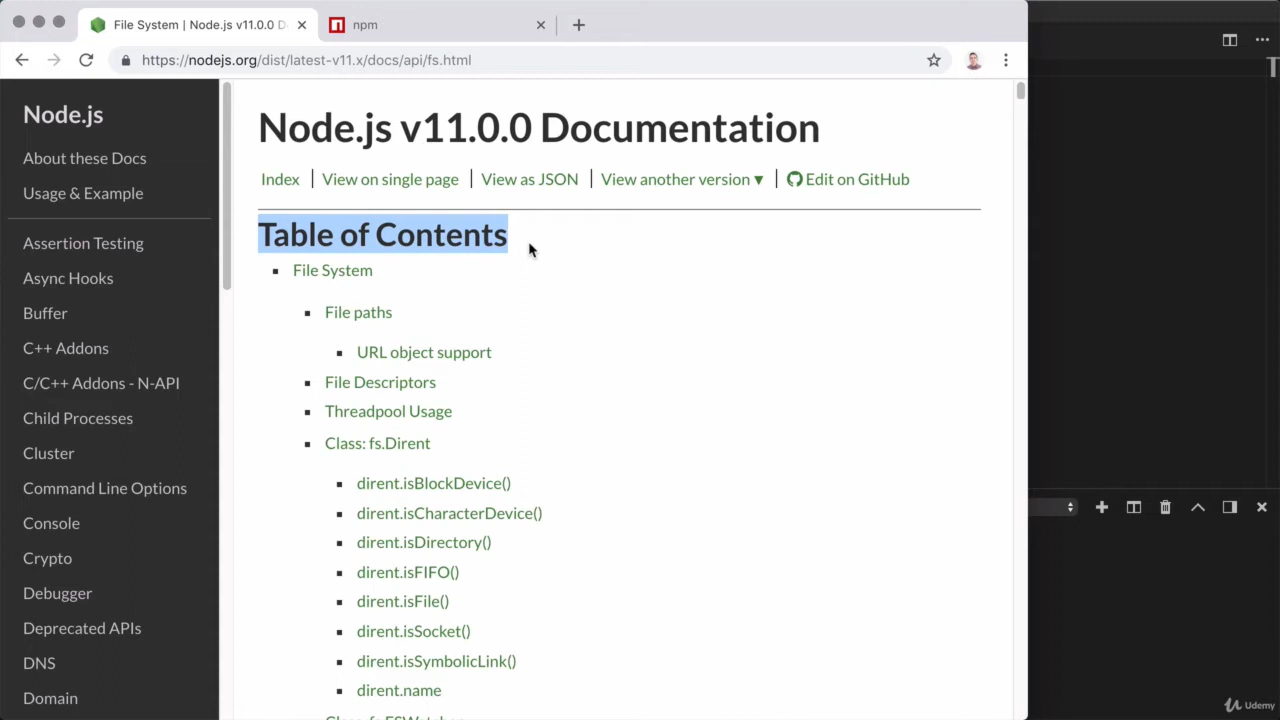 File System | Node.js v11.0.0 D
npm
https://nodejs.org/dist/latest-v11.x/docs/api/fs.html
Node.js
About these Docs
Usage & Example
Assertion Testing
Async Hooks
Buffer
C++ Addons
C/C++ Addons - N-API
Child Processes
Cluster
Command Line Options
Console
Crypto
Debugger
Deprecated APIs
DNS
Domain
Node.js v11.0.0 Documentation
Index | View on single page | View as JSON | View another version ▼ | Edit on GitHub
Table of Contents
File System
File paths
URL object support
File Descriptors
Threadpool Usage
Class: fs.Dirent
dirent.isBlockDevice()
dirent.isCharacterDevice()
dirent.isDirectory()
dirent.isFIFO()
dirent.isFile()
dirent.isSocket()
dirent.isSymbolicLink()
dirent.name
Class: fs.FSWatcher
T
Udemy